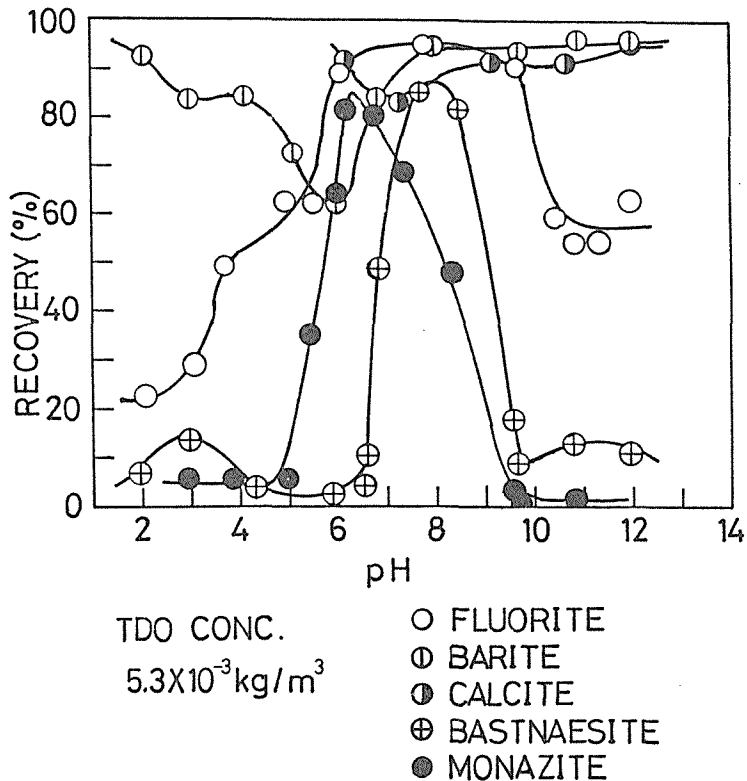 100
80
60
40
20
0
RECOVERY (%)
2 4 6 8 10 12 14
pH
TDO CONC.
5.3X10⁻³kg/m³
FLUORITE
BARITE
CALCITE
BASTNAESITE
MONAZITE